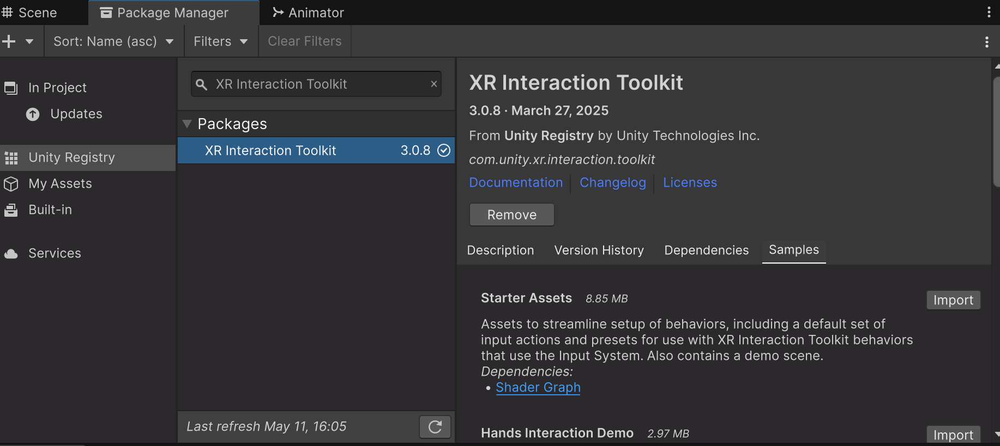 Scene
Package Manager
Animator
Sort: Name (asc)
Filters
Clear Filters
In Project
Updates
Unity Registry
My Assets
Built-in
Services
XR Interaction Toolkit
Packages
XR Interaction Toolkit 3.0.8
Last refresh May 11, 16:05
XR Interaction Toolkit
3.0.8 · March 27, 2025
From Unity Registry by Unity Technologies Inc.
com.unity.xr.interaction.toolkit
Documentation Changelog Licenses
Remove
Description Version History Dependencies Samples
Starter Assets 8.85 MB Import
Assets to streamline setup of behaviors, including a default set of
input actions and presets for use with XR Interaction Toolkit behaviors
that use the Input System. Also contains a demo scene.
Dependencies:
• Shader Graph
Hands Interaction Demo 2.97 MB Import